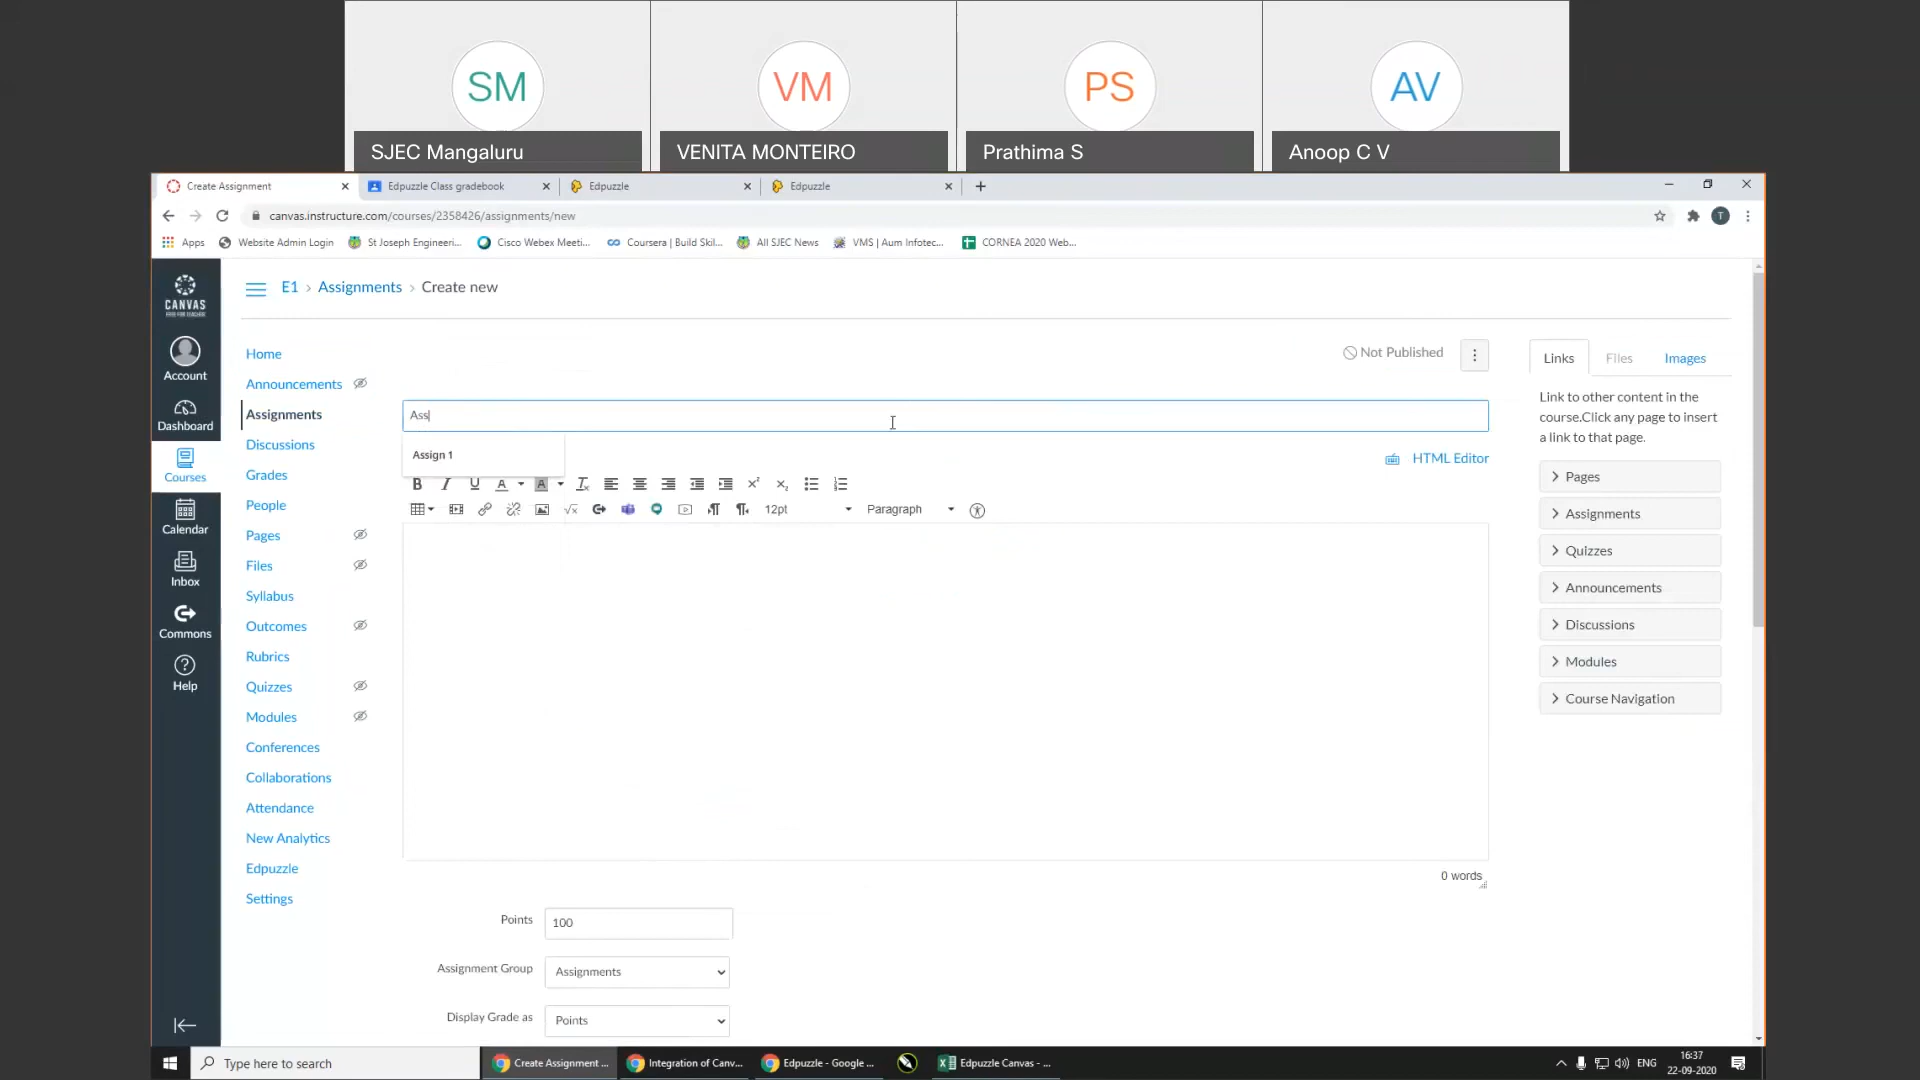 SM
VM
PS
AV
SJEC Mangaluru
VENITA MONTEIRO
Prathima S
Anoop C V
Create Assignment
Edpuzzle Class gradebook
Edpuzzle
Edpuzzle
canvas.instructure.com/courses/2358426/assignments/new
T
Apps
Website Admin Login
St Joseph Engineeri...
Cisco Webex Meeti...
Coursera | Build Skil...
All SJEC News
VMS | Aum Infotec...
CORNEA 2020 Web...
CANVAS
FREE FOR TEACHER
E1 > Assignments > Create new
Account
Dashboard
Courses
Calendar
Inbox
Commons
Help
Home
Announcements
Assignments
Discussions
Grades
People
Pages
Files
Syllabus
Outcomes
Rubrics
Quizzes
Modules
Conferences
Collaborations
Attendance
New Analytics
Edpuzzle
Settings
Not Published
Ass
Assign 1
HTML Editor
12pt
Paragraph
0 words
Points
100
Assignment Group
Assignments
Display Grade as
Points
Links
Files
Images
Link to other content in the
course.Click any page to insert
a link to that page.
Pages
Assignments
Quizzes
Announcements
Discussions
Modules
Course Navigation
Type here to search
Create Assignment ...
Integration of Canv...
Edpuzzle - Google ...
Edpuzzle Canvas - ...
ENG
16:37
22-09-2020